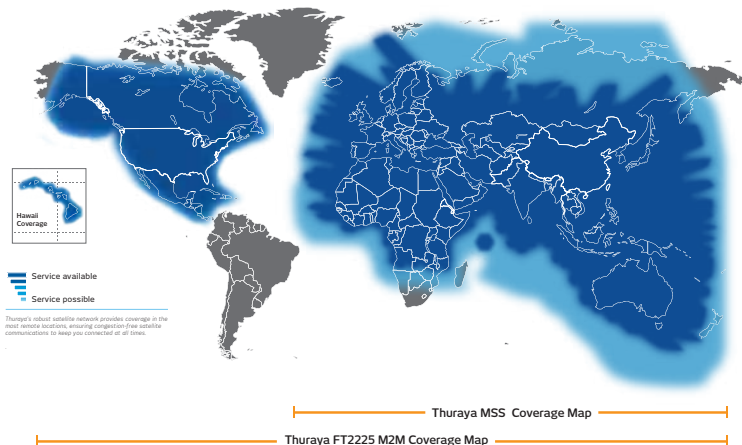 Hawaii
Coverage
Service available
Service possible
Thuraya's robust satellite network provides coverage in the
most remote locations, ensuring congestion-free satellite
communications to keep you connected at all times.
Thuraya MSS Coverage Map
Thuraya FT2225 M2M Coverage Map